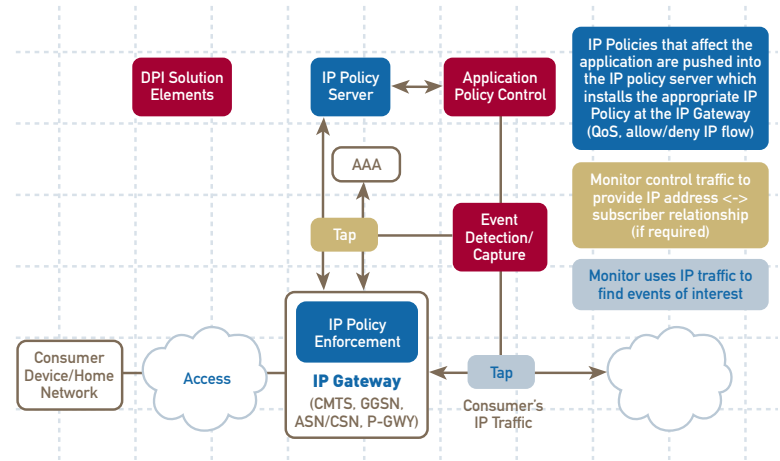 DPI Solution
Elements
IP Policy
Server
Application
Policy Control
IP Policies that affect the
application are pushed into
the IP policy server which
installs the appropriate IP
Policy at the IP Gateway
(QoS, allow/deny IP flow)
AAA
Tap
Event
Detection/
Capture
Monitor control traffic to
provide IP address <->
subscriber relationship
(if required)
Monitor uses IP traffic to
find events of interest
IP Policy
Enforcement
Consumer
Device/Home
Network
Access
IP Gateway
(CMTS, GGSN,
ASN/CSN, P-GWY)
Tap
Consumer's
IP Traffic